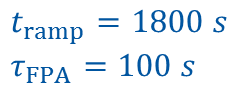 t_ramp = 1800 s
τ_FPA = 100 s